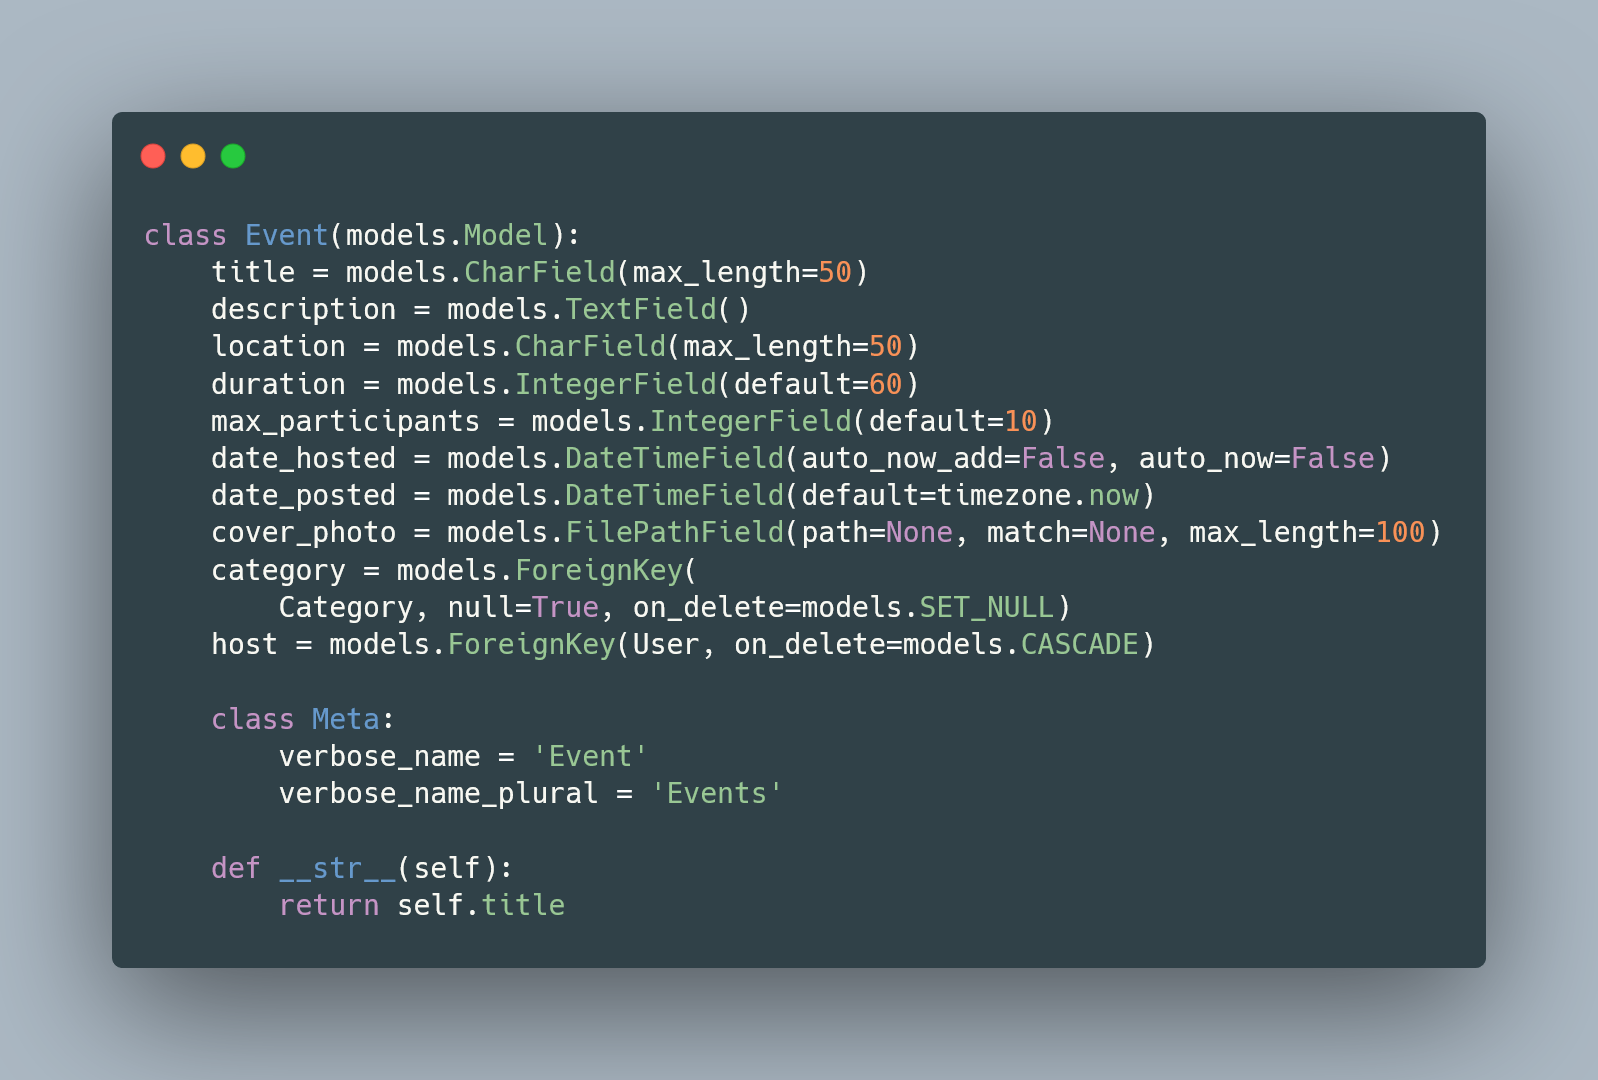 class Event(models.Model):
    title = models.CharField(max_length=50)
    description = models.TextField()
    location = models.CharField(max_length=50)
    duration = models.IntegerField(default=60)
    max_participants = models.IntegerField(default=10)
    date_hosted = models.DateTimeField(auto_now_add=False, auto_now=False)
    date_posted = models.DateTimeField(default=timezone.now)
    cover_photo = models.FilePathField(path=None, match=None, max_length=100)
    category = models.ForeignKey(
        Category, null=True, on_delete=models.SET_NULL)
    host = models.ForeignKey(User, on_delete=models.CASCADE)

    class Meta:
        verbose_name = 'Event'
        verbose_name_plural = 'Events'

    def __str__(self):
        return self.title